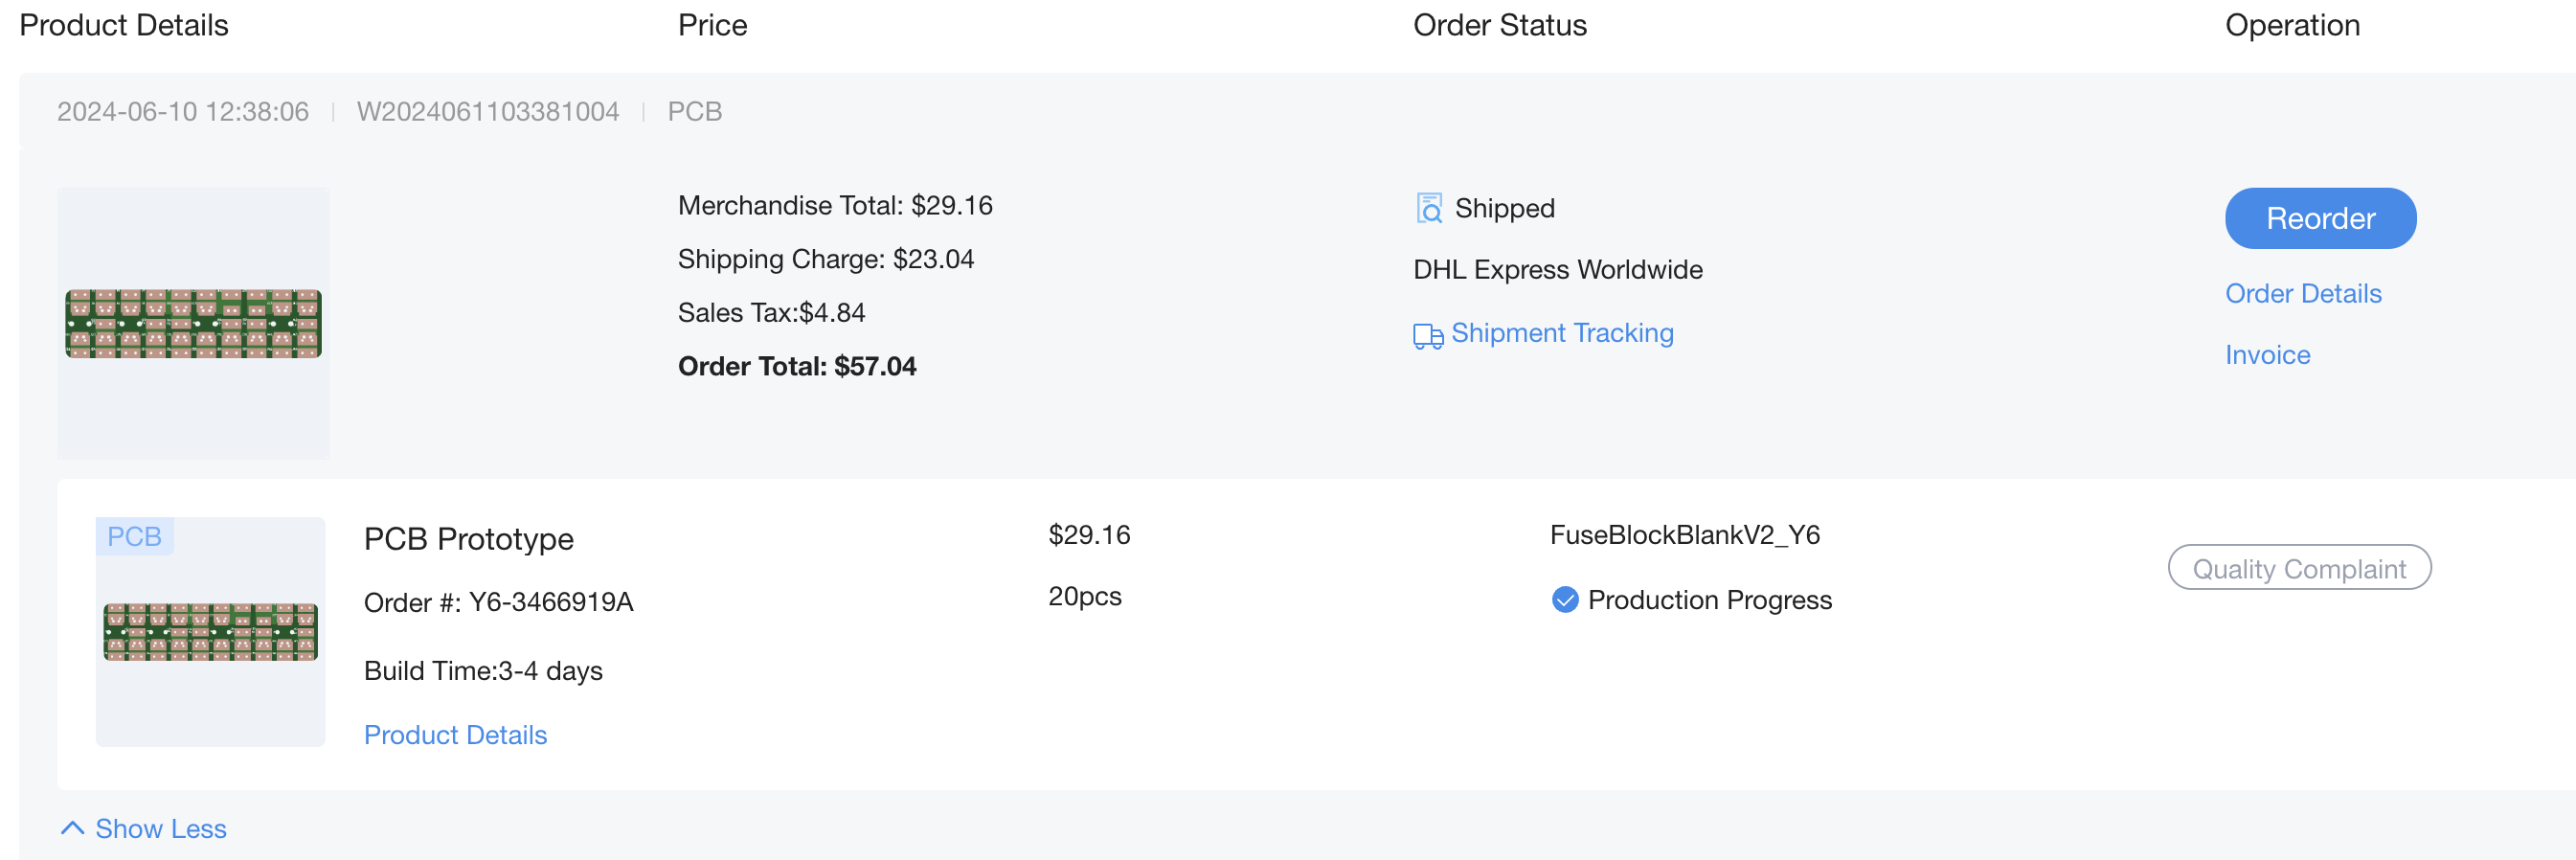 Product Details
Price
Order Status
Operation
2024-06-10 12:38:06 | W2024061103381004 | PCB
Merchandise Total: $29.16
Shipping Charge: $23.04
Sales Tax:$4.84
Order Total: $57.04
Shipped
DHL Express Worldwide
Shipment Tracking
Reorder
Order Details
Invoice
PCB
PCB Prototype
Order #: Y6-3466919A
Build Time:3-4 days
Product Details
$29.16
20pcs
FuseBlockBlankV2_Y6
Production Progress
Quality Complaint
Show Less